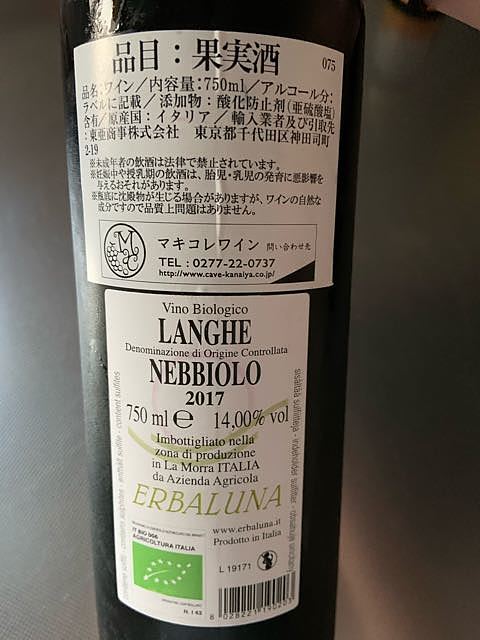 品目：果実酒
075
品名：ワイン／内容量：750ml／アルコール分：
ラベルに記載／添加物：酸化防止剤(亜硫酸塩)
含有／原産国：イタリア／輸入業者及び引取先
：東亜商事株式会社　東京都千代田区神田司町
2-19
※未成年者の飲酒は法律で禁止されています。
※妊娠中や授乳期の飲酒は、胎児・乳児の発育に悪影響を
与えるおそれがあります。
※瓶底に沈殿物が生じる場合がありますが、ワインの自然な
成分ですので品質上問題はありません。
マキコレワイン 問い合わせ先
TEL：0277-22-0737
http://www.cave-kanaiya.co.jp/
Vino Biologico
LANGHE
Denominazione di Origine Controllata
NEBBIOLO
2017
750 ml e 14,00% vol
Imbottigliato nella
zona di produzione
in La Morra ITALIA
da Azienda Agricola
ERBALUNA
IT BIO 006
AGRICOLTURA ITALIA
www.erbaluna.it
Prodotto in Italia
L 19171